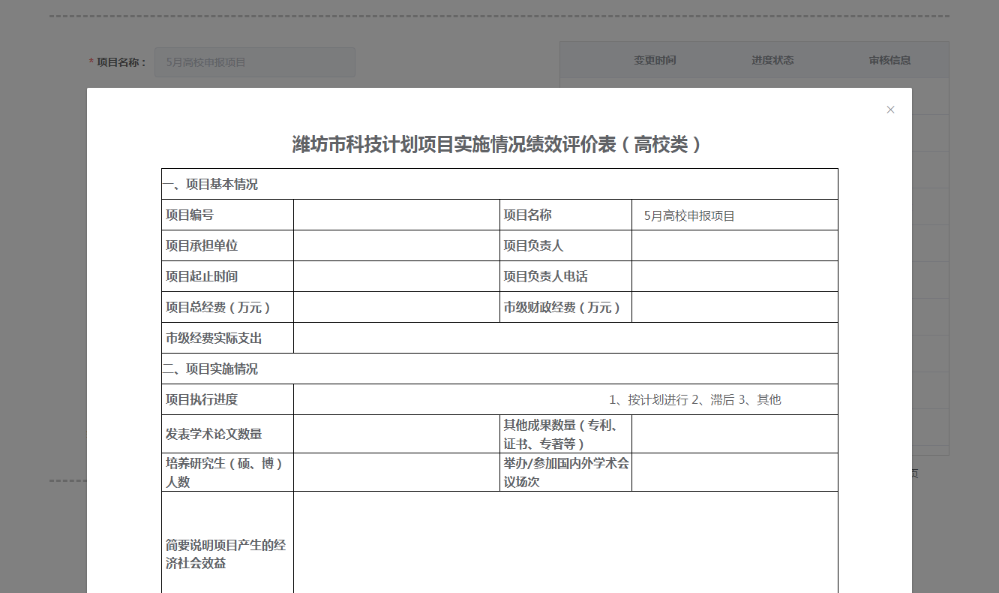 * 项目名称：
5月高校申报项目
变更时间 进度状态 审核信息
潍坊市科技计划项目实施情况绩效评价表（高校类）
一、项目基本情况
项目编号 项目名称 5月高校申报项目
项目承担单位 项目负责人
项目起止时间 项目负责人电话
项目总经费（万元） 市级财政经费（万元）
市级经费实际支出
二、项目实施情况
项目执行进度 1、按计划进行 2、滞后 3、其他
发表学术论文数量
其他成果数量（专利、
证书、专著等）
培养研究生（硕、博）
人数
举办/参加国内外学术会
议场次
页
简要说明项目产生的经
济社会效益